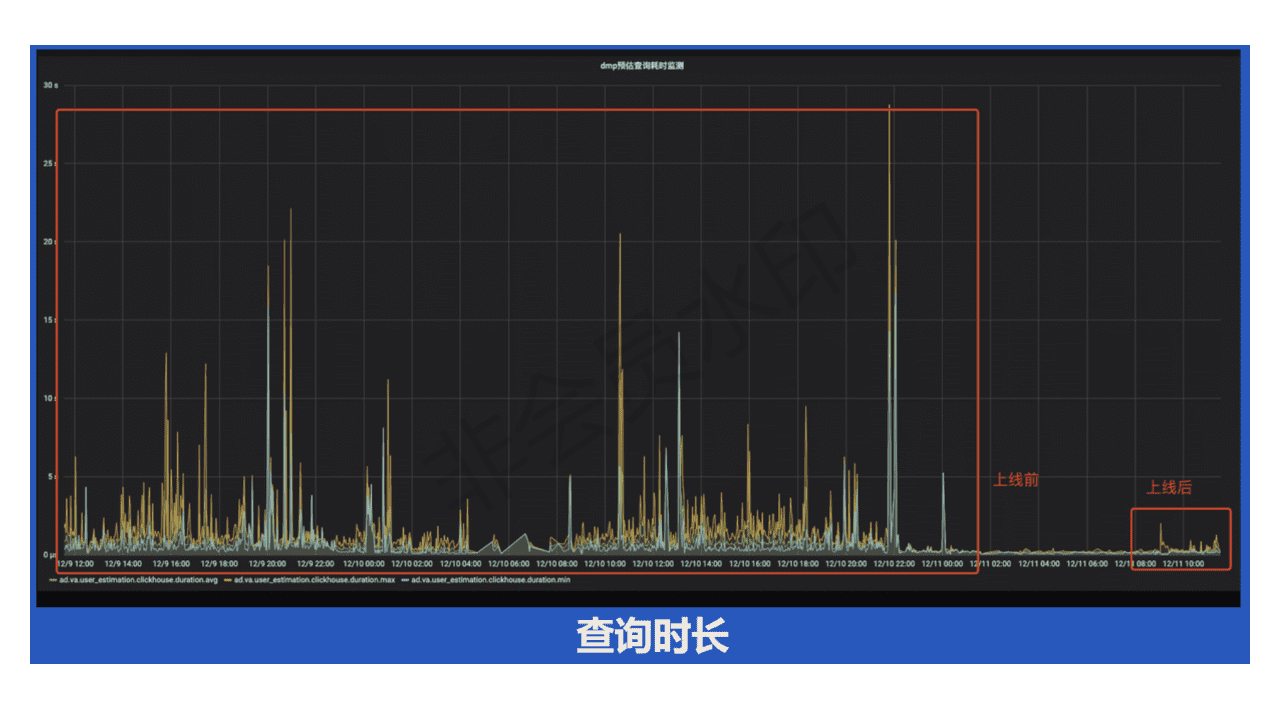 dmp预估查询耗时监测
30 s
25 s
20 s
15 s
10 s
5 s
0 μs
非会员水印
上线前
上线后
12/9 12:00 12/9 14:00 12/9 16:00 12/9 18:00 12/9 20:00 12/9 22:00 12/10 00:00 12/10 02:00 12/10 04:00 12/10 06:00 12/10 08:00 12/10 10:00 12/10 12:00 12/10 14:00 12/10 16:00 12/10 18:00 12/10 20:00 12/10 22:00 12/11 00:00 12/11 02:00 12/11 04:00 12/11 06:00 12/11 08:00 12/11 10:00
ad.va.user_estimation.clickhouse.duration.avg ad.va.user_estimation.clickhouse.duration.max ad.va.user_estimation.clickhouse.duration.min
查询时长